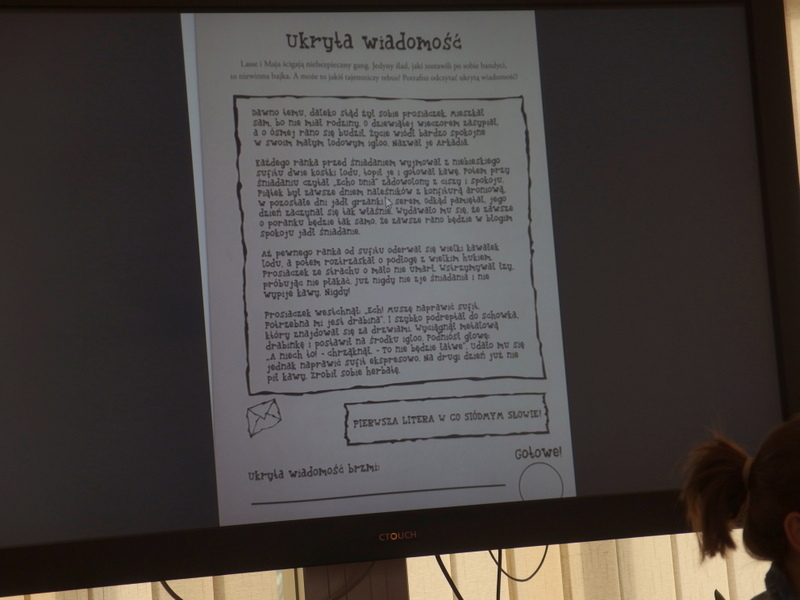 Ukryta wiadomość
Lasse i Maja ścigają niebezpieczny gang. Jedyny ślad, jaki zostawili po sobie bandyci,
to niewinna bajka. A może to jakiś tajemniczy rebus? Potrafisz odczytać ukrytą wiadomość?
Dawno temu, daleko stąd żył sobie prosiaczek. Mieszkał
sam, bo nie miał rodziny. O dziewiątej wieczorem zasypiał,
a o ósmej rano się budził. Życie wiódł bardzo spokojne
w swoim małym lodowym igloo. Nazwał je Arkadia.
Każdego ranka przed śniadaniem wyjmował z niebieskiego
sufitu dwie kostki lodu, topił je i gotował kawę. Potem przy
śniadaniu czytał „Echo Dnia" zadowolony z ciszy i spokoju.
Piątek był zawsze dniem naleśników z konfiturą aroniową,
w pozostałe dni jadł grzanki z serem. Odkąd pamiętał, jego
dzień zaczynał się tak właśnie. Wydawało mu się, że zawsze
o poranku będzie tak samo, że zawsze rano będzie w błogim
spokoju jadł śniadanie.
Aż pewnego ranka od sufitu oderwał się wielki kawałek
lodu, a potem roztrzaskał o podłogę z wielkim hukiem.
Prosiaczek ze strachu o mało nie umarł. Wstrzymywał łzy,
próbując nie płakać. Już nigdy nie zje śniadania i nie
wypije kawy. Nigdy!
Prosiaczek westchnął: „Ech! Muszę naprawić sufit.
Potrzebna mi jest drabina". I szybko podreptał do schowka,
który znajdował się za drzwiami. Wyciągnął metalową
drabinkę i postawił na środku igloo. Podniósł głowę:
„A niech to! – chrząknął. – To nie będzie łatwe". Udało mu się
jednak naprawić sufit ekspresowo. Na drugi dzień już nie
pił kawy. Zrobił sobie herbatę.
PIERWSZA LITERA W CO SIÓDMYM SŁOWIE!
Gotowe!
Ukryta wiadomość brzmi:
CTOUCH